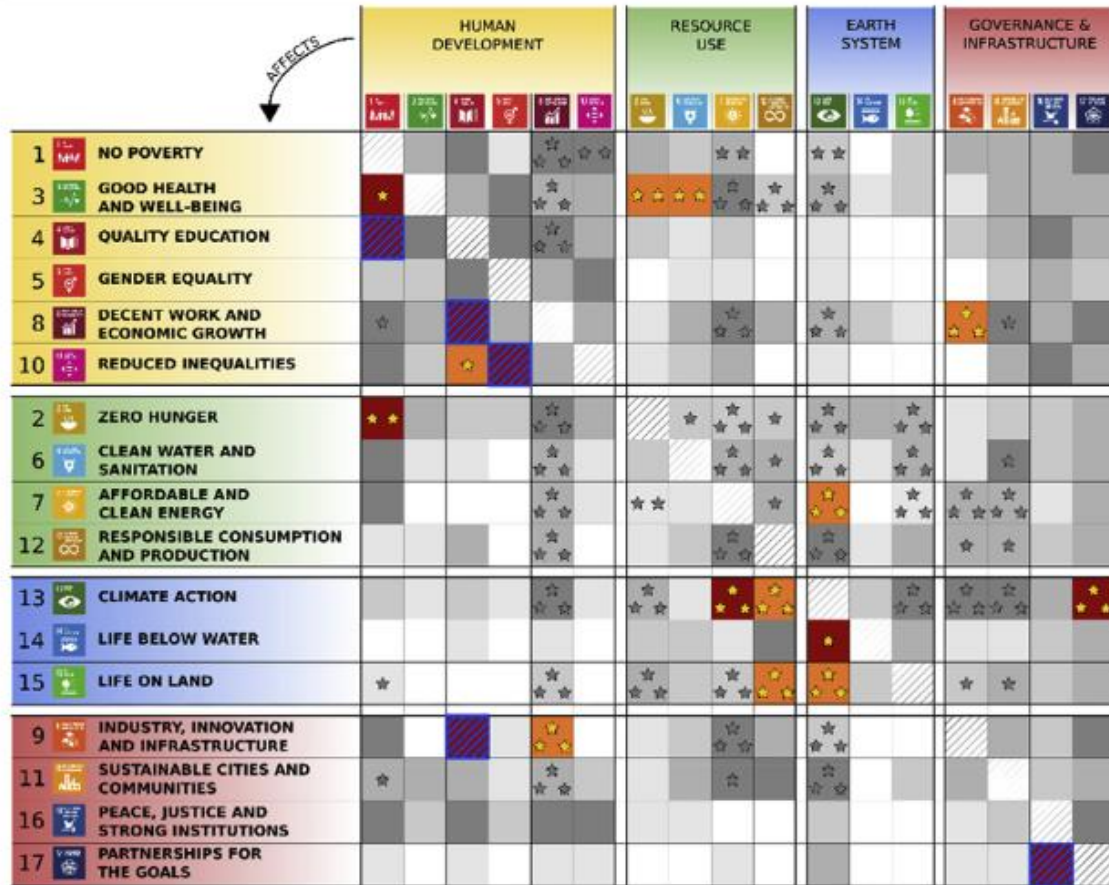 HUMAN
DEVELOPMENT
RESOURCE
USE
EARTH
SYSTEM
GOVERNANCE &
INFRASTRUCTURE
AFFECTS
1 NO POVERTY
3 GOOD HEALTH
AND WELL-BEING
4 QUALITY EDUCATION
5 GENDER EQUALITY
8 DECENT WORK AND
ECONOMIC GROWTH
10 REDUCED INEQUALITIES
2 ZERO HUNGER
6 CLEAN WATER AND
SANITATION
7 AFFORDABLE AND
CLEAN ENERGY
12 RESPONSIBLE CONSUMPTION
AND PRODUCTION
13 CLIMATE ACTION
14 LIFE BELOW WATER
15 LIFE ON LAND
9 INDUSTRY, INNOVATION
AND INFRASTRUCTURE
11 SUSTAINABLE CITIES AND
COMMUNITIES
16 PEACE, JUSTICE AND
STRONG INSTITUTIONS
17 PARTNERSHIPS FOR
THE GOALS